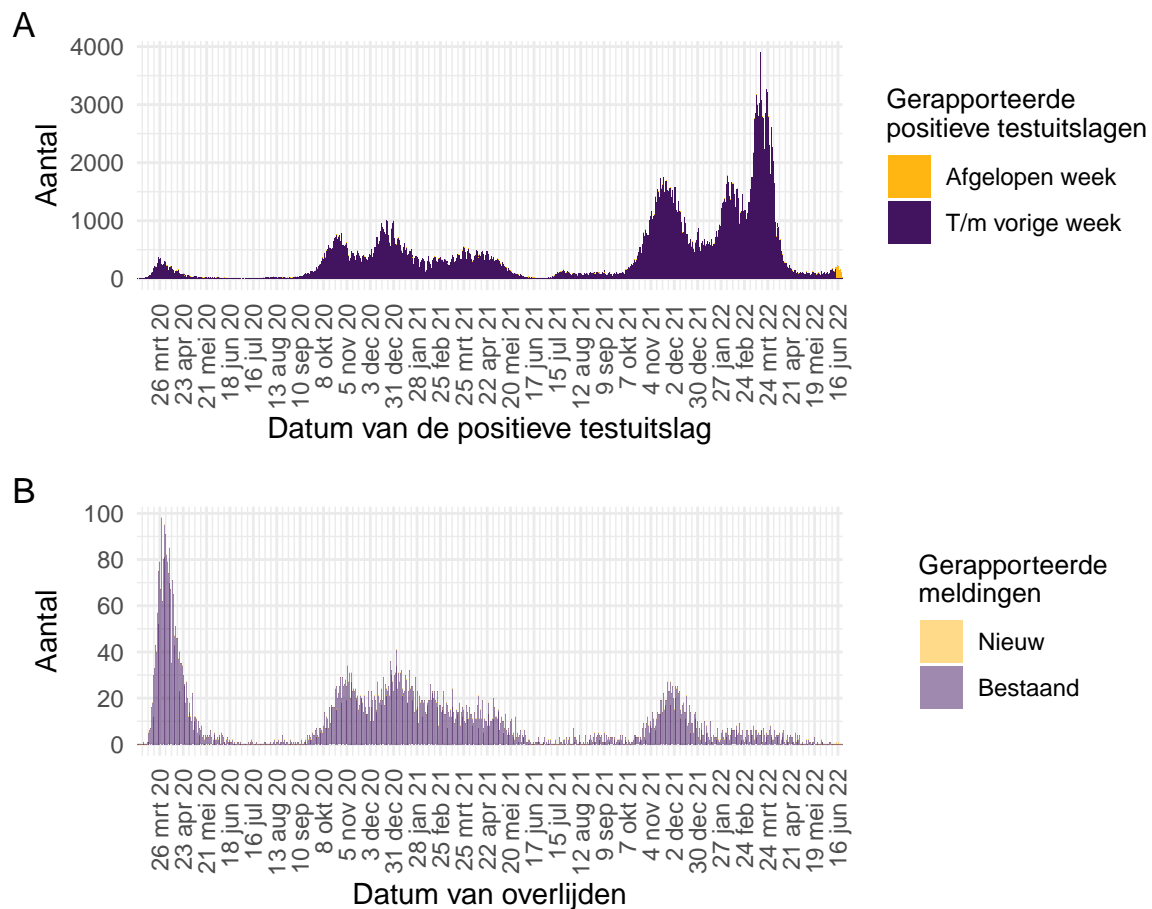 A
4000
3000
2000
1000
0
Aantal
26 mrt 20
23 apr 20
21 mei 20
18 jun 20
16 jul 20
13 aug 20
10 sep 20
8 okt 20
5 nov 20
3 dec 20
31 dec 20
28 jan 21
25 feb 21
25 mrt 21
22 apr 21
20 mei 21
17 jun 21
15 jul 21
12 aug 21
9 sep 21
7 okt 21
4 nov 21
2 dec 21
30 dec 21
27 jan 22
24 feb 22
24 mrt 22
21 apr 22
19 mei 22
16 jun 22
Datum van de positieve testuitslag
Gerapporteerde
positieve testuitslagen
Afgelopen week
T/m vorige week
B
100
80
60
40
20
0
Aantal
26 mrt 20
23 apr 20
21 mei 20
18 jun 20
16 jul 20
13 aug 20
10 sep 20
8 okt 20
5 nov 20
3 dec 20
31 dec 20
28 jan 21
25 feb 21
25 mrt 21
22 apr 21
20 mei 21
17 jun 21
15 jul 21
12 aug 21
9 sep 21
7 okt 21
4 nov 21
2 dec 21
30 dec 21
27 jan 22
24 feb 22
24 mrt 22
21 apr 22
19 mei 22
16 jun 22
Datum van overlijden
Gerapporteerde
meldingen
Nieuw
Bestaand